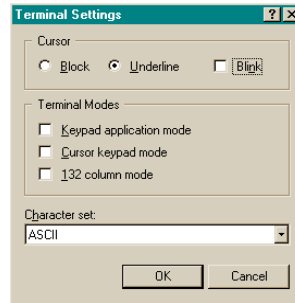 Terminal Settings
Cursor
Block Underline Blink
Terminal Modes
Keypad application mode
Cursor keypad mode
132 column mode
Character set:
ASCII
OK Cancel